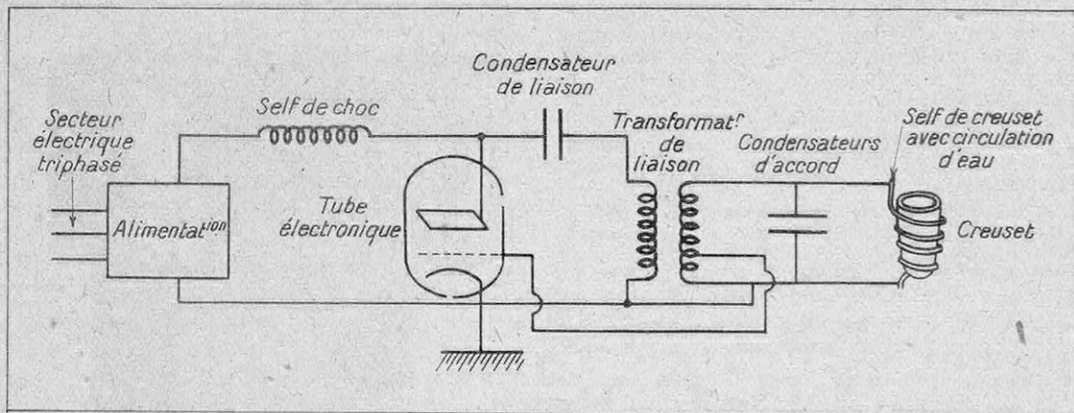 Secteur
électrique
triphasé
Alimentation
Self de choc
Tube
électronique
Condensateur
de liaison
Transformatr
de
liaison
Condensateurs
d'accord
Self de creuset
avec circulation
d'eau
Creuset